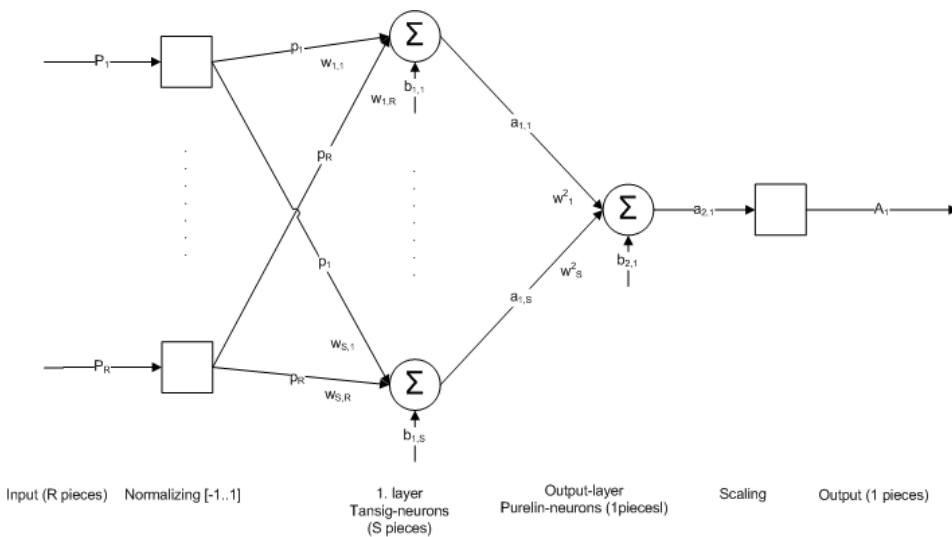 P₁
p₁
w₁,₁
Σ
b₁,₁
w₁,R
a₁,₁
pR
w²₁
Σ
a₂,₁
A₁
b₂,₁
w²S
p₁
a₁,S
wS,₁
PR
pR
wS,R
Σ
b₁,S
Input (R pieces)
Normalizing [-1..1]
1. layer
Tansig-neurons
(S pieces)
Output-layer
Purelin-neurons (1piecesl)
Scaling
Output (1 pieces)